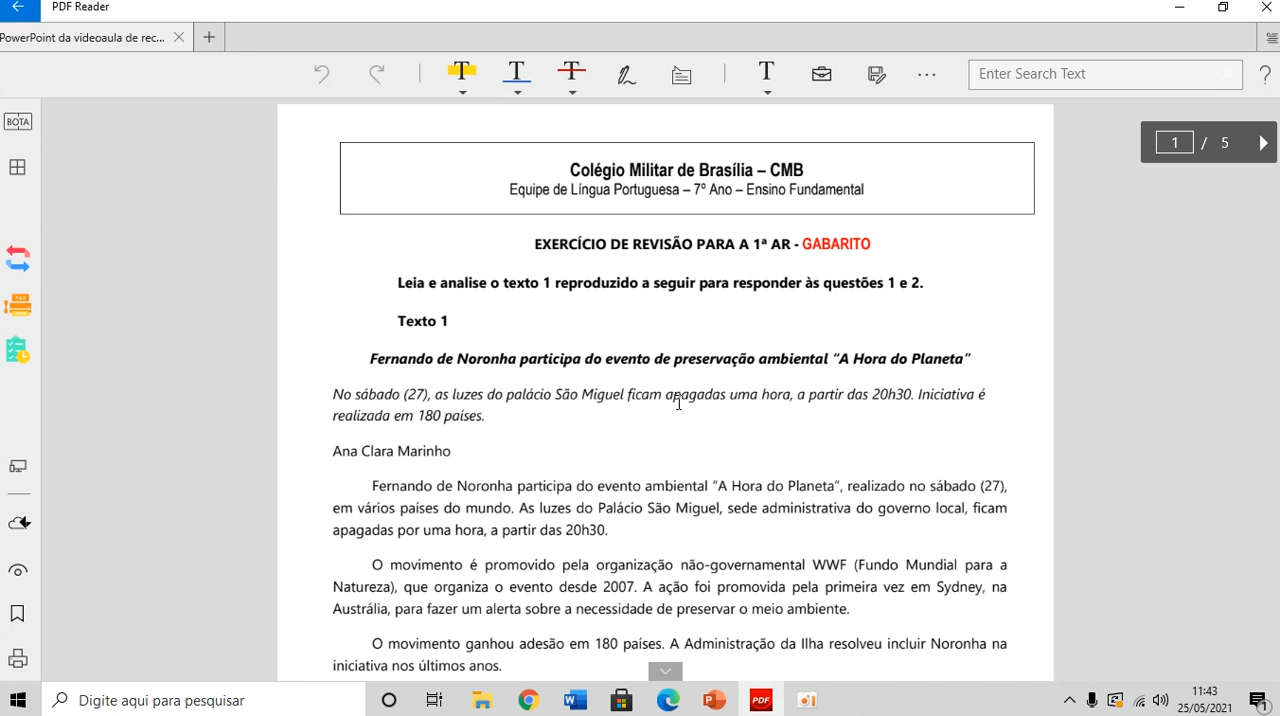 PDF Reader
PowerPoint da videoaula de rec...
Enter Search Text
?
BOTA
1 / 5
Colégio Militar de Brasília – CMB
Equipe de Língua Portuguesa – 7º Ano – Ensino Fundamental
EXERCÍCIO DE REVISÃO PARA A 1ª AR - GABARITO
Leia e analise o texto 1 reproduzido a seguir para responder às questões 1 e 2.
Texto 1
Fernando de Noronha participa do evento de preservação ambiental “A Hora do Planeta”
No sábado (27), as luzes do palácio São Miguel ficam apagadas uma hora, a partir das 20h30. Iniciativa é
realizada em 180 países.
Ana Clara Marinho
Fernando de Noronha participa do evento ambiental “A Hora do Planeta”, realizado no sábado (27),
em vários países do mundo. As luzes do Palácio São Miguel, sede administrativa do governo local, ficam
apagadas por uma hora, a partir das 20h30.
O movimento é promovido pela organização não-governamental WWF (Fundo Mundial para a
Natureza), que organiza o evento desde 2007. A ação foi promovida pela primeira vez em Sydney, na
Austrália, para fazer um alerta sobre a necessidade de preservar o meio ambiente.
O movimento ganhou adesão em 180 países. A Administração da Ilha resolveu incluir Noronha na
iniciativa nos últimos anos.
Digite aqui para pesquisar
PDF
11:43
25/05/2021
1